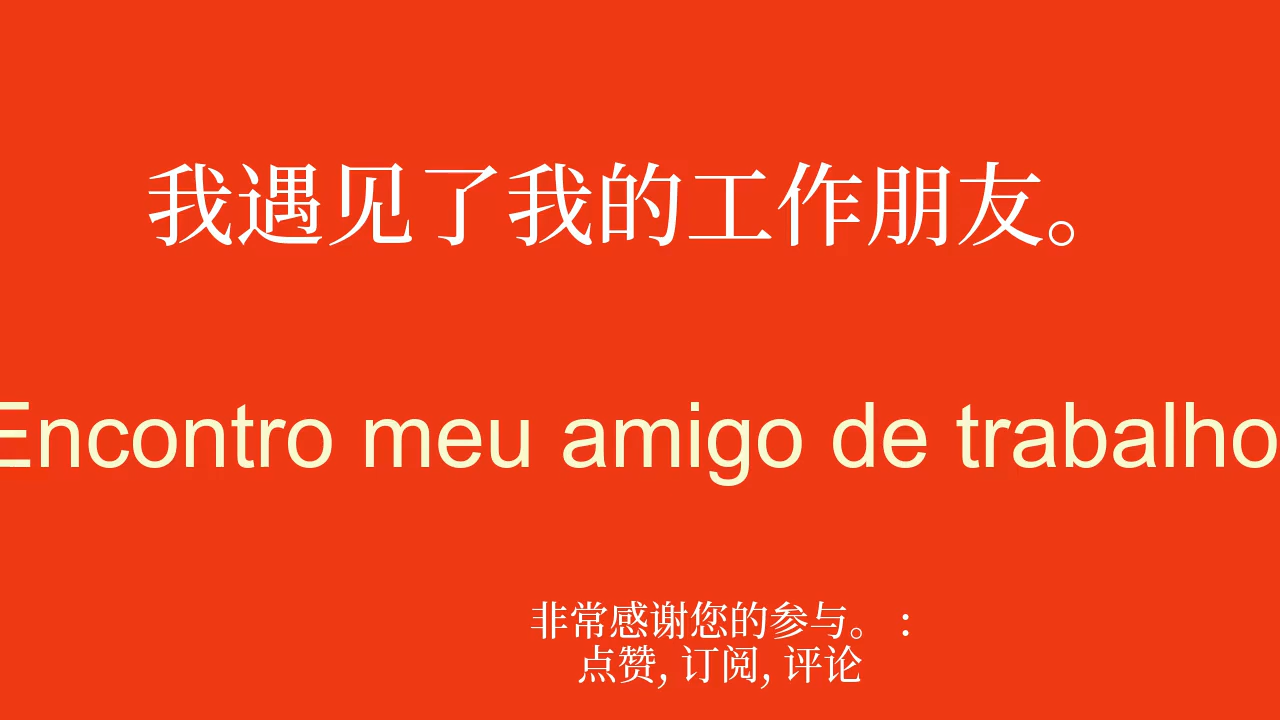 我遇见了我的工作朋友。
Encontro meu amigo de trabalho
非常感谢您的参与。 :
点赞, 订阅, 评论